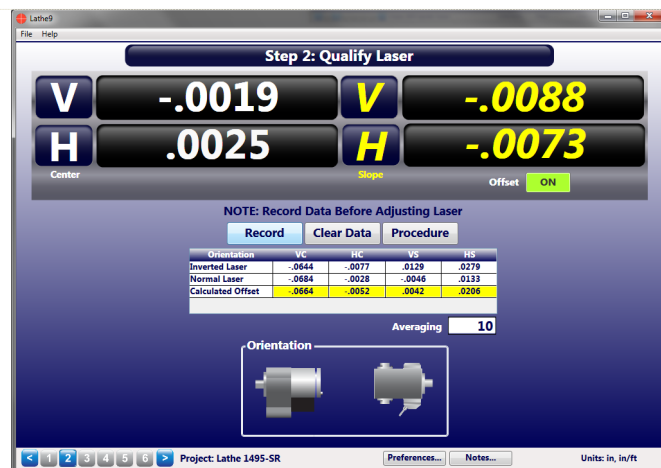 Lathe9
File Help
Step 2: Qualify Laser
V -.0019 V -.0088
H .0025 H -.0073
Center Slope
Offset ON
NOTE: Record Data Before Adjusting Laser
Record Clear Data Procedure
Orientation VC HC VS HS
Inverted Laser -.0644 -.0077 .0129 .0279
Normal Laser -.0684 -.0028 -.0046 .0133
Calculated Offset -.0664 -.0052 .0042 .0206
Averaging 10
Orientation
< 1 2 3 4 5 6 > Project: Lathe 1495-SR Preferences... Notes... Units: in, in/ft